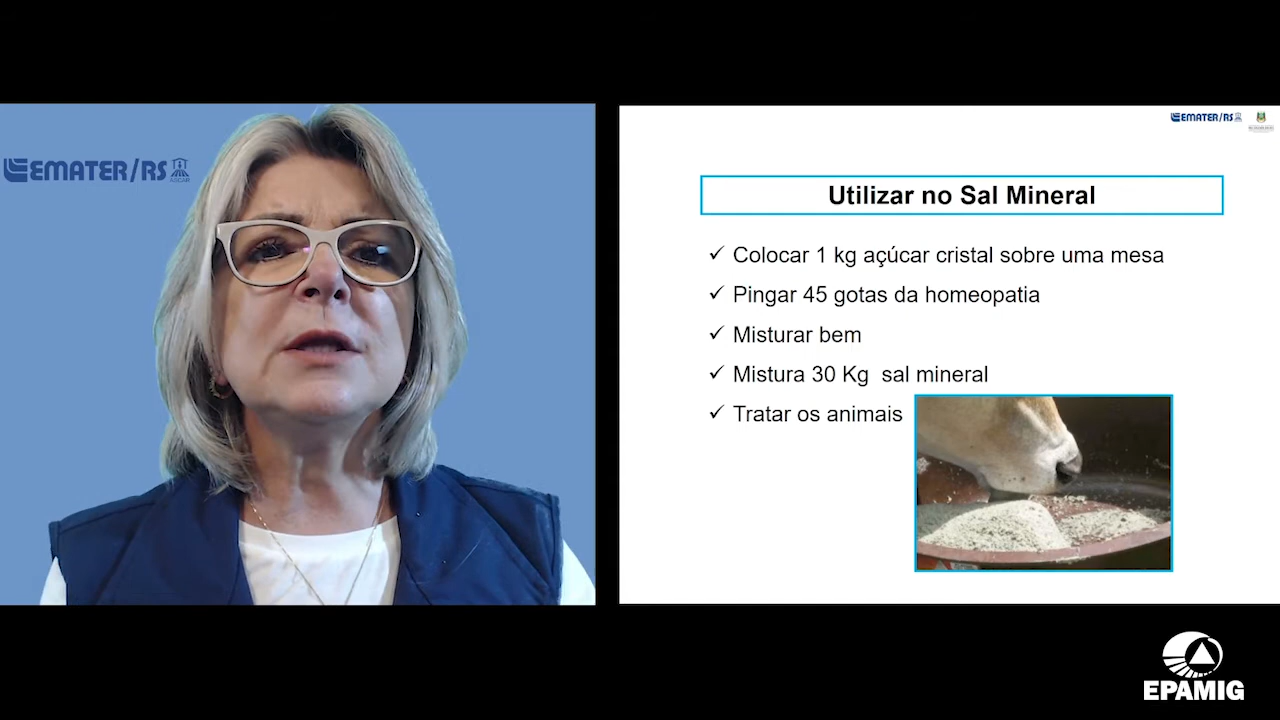 EMATER/RS
ASCAR
EMATER/RS
Utilizar no Sal Mineral
✓ Colocar 1 kg açúcar cristal sobre uma mesa
✓ Pingar 45 gotas da homeopatia
✓ Misturar bem
✓ Mistura 30 Kg  sal mineral
✓ Tratar os animais
EPAMIG